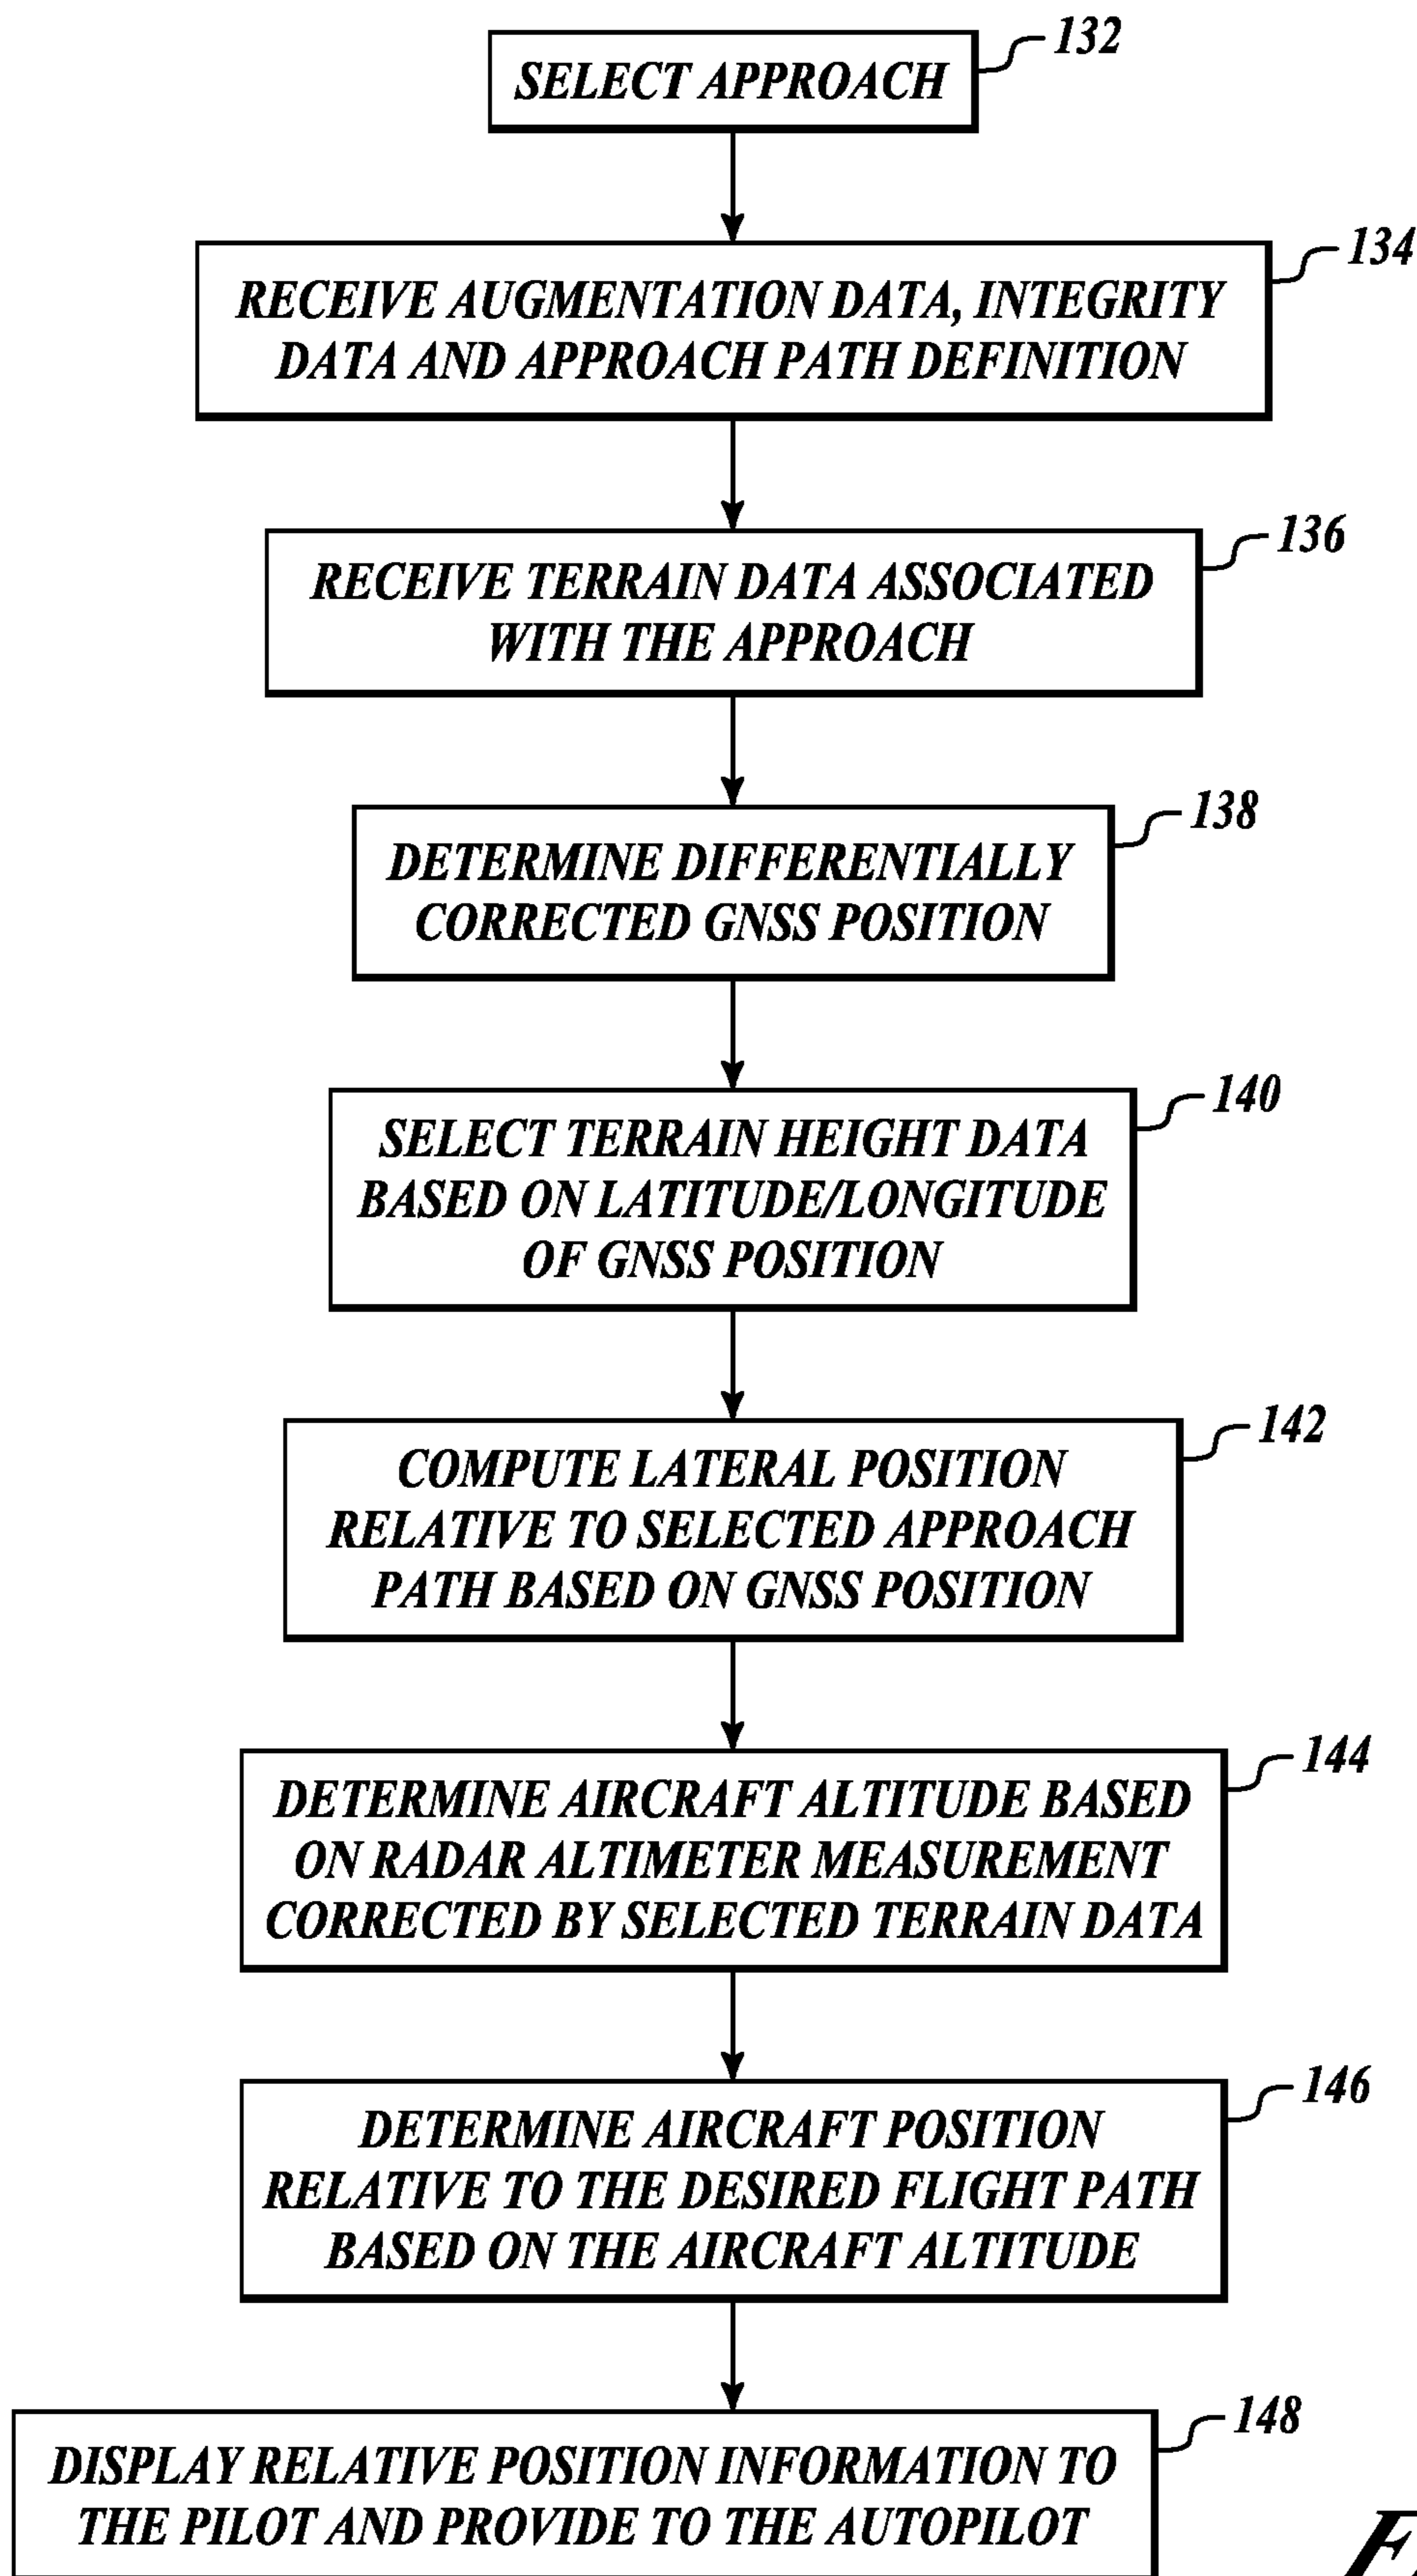 SELECT APPROACH
132
RECEIVE AUGMENTATION DATA, INTEGRITY
DATA AND APPROACH PATH DEFINITION
134
RECEIVE TERRAIN DATA ASSOCIATED
WITH THE APPROACH
136
DETERMINE DIFFERENTIALLY
CORRECTED GNSS POSITION
138
SELECT TERRAIN HEIGHT DATA
BASED ON LATITUDE/LONGITUDE
OF GNSS POSITION
140
COMPUTE LATERAL POSITION
RELATIVE TO SELECTED APPROACH
PATH BASED ON GNSS POSITION
142
DETERMINE AIRCRAFT ALTITUDE BASED
ON RADAR ALTIMETER MEASUREMENT
CORRECTED BY SELECTED TERRAIN DATA
144
DETERMINE AIRCRAFT POSITION
RELATIVE TO THE DESIRED FLIGHT PATH
BASED ON THE AIRCRAFT ALTITUDE
146
DISPLAY RELATIVE POSITION INFORMATION TO
THE PILOT AND PROVIDE TO THE AUTOPILOT
148